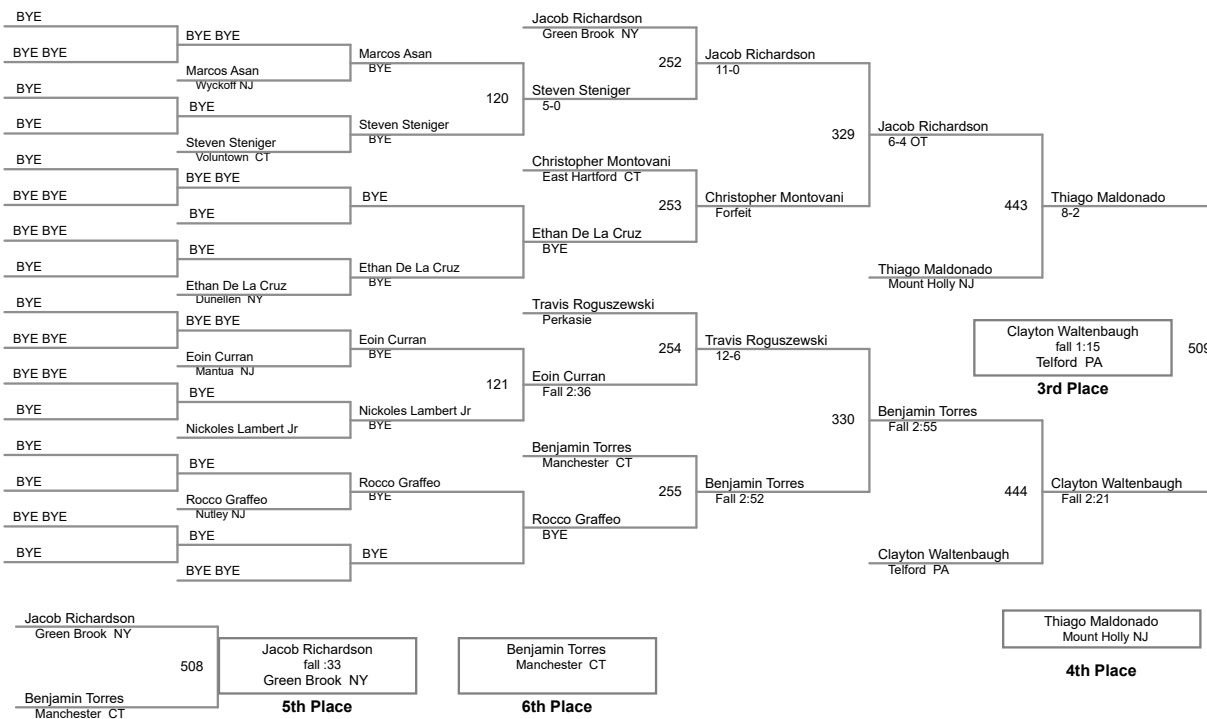 BYE
BYE BYE
BYE
BYE
BYE
BYE BYE
BYE BYE
BYE
BYE
BYE BYE
BYE BYE
BYE
BYE
BYE
BYE BYE
BYE
BYE BYE
Marcos Asan
Wyckoff NJ
BYE
Steven Steniger
Voluntown CT
BYE BYE
BYE
BYE
Ethan De La Cruz
Dunellen NY
BYE BYE
Eoin Curran
Mantua NJ
BYE
Nickoles Lambert Jr
BYE
Rocco Graffeo
Nutley NJ
BYE
BYE BYE
Marcos Asan
BYE
120
Steven Steniger
BYE
BYE
Ethan De La Cruz
BYE
Eoin Curran
BYE
121
Nickoles Lambert Jr
BYE
Rocco Graffeo
BYE
BYE
Jacob Richardson
Green Brook NY
252
Steven Steniger
5-0
Christopher Montovani
East Hartford CT
253
Ethan De La Cruz
BYE
Travis Roguszewski
Perkasie
254
Eoin Curran
Fall 2:36
Benjamin Torres
Manchester CT
255
Rocco Graffeo
BYE
Jacob Richardson
11-0
329
Christopher Montovani
Forfeit
Travis Roguszewski
12-6
330
Benjamin Torres
Fall 2:52
Jacob Richardson
6-4 OT
443
Thiago Maldonado
Mount Holly NJ
Benjamin Torres
Fall 2:55
444
Clayton Waltenbaugh
Telford PA
Thiago Maldonado
8-2
Clayton Waltenbaugh
fall 1:15
Telford PA
509
3rd Place
Clayton Waltenbaugh
Fall 2:21
Thiago Maldonado
Mount Holly NJ
4th Place
Jacob Richardson
Green Brook NY
508
Benjamin Torres
Manchester CT
Jacob Richardson
fall :33
Green Brook NY
5th Place
Benjamin Torres
Manchester CT
6th Place